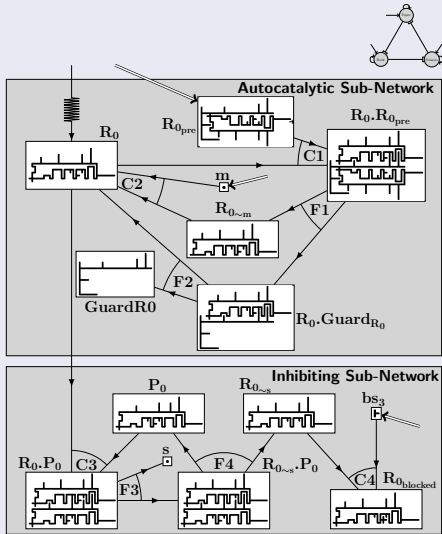 Autocatalytic Sub-Network
R0pre
R0.R0pre
R0
C1
C2
m
R0~m
F1
F2
GuardR0
R0.GuardR0
Inhibiting Sub-Network
P0
R0~s
bs3
R0.P0
C3
s
F3
F4
R0~s.P0
C4
R0blocked